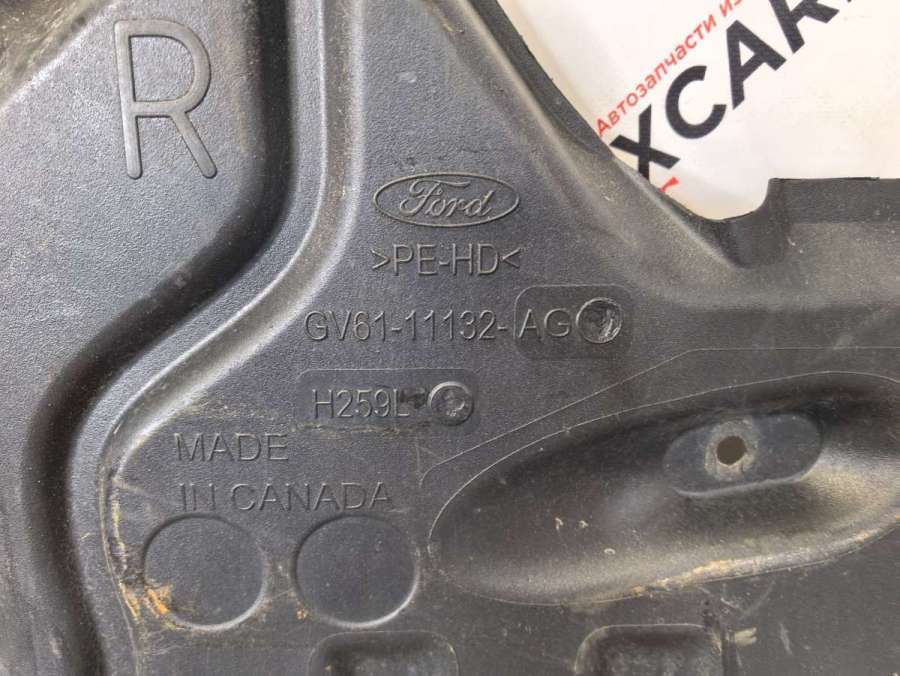 R
Автозапчасти из
XCAR
Ford
>PE-HD<
GV61-11132-AG
H259L
MADE
IN CANADA